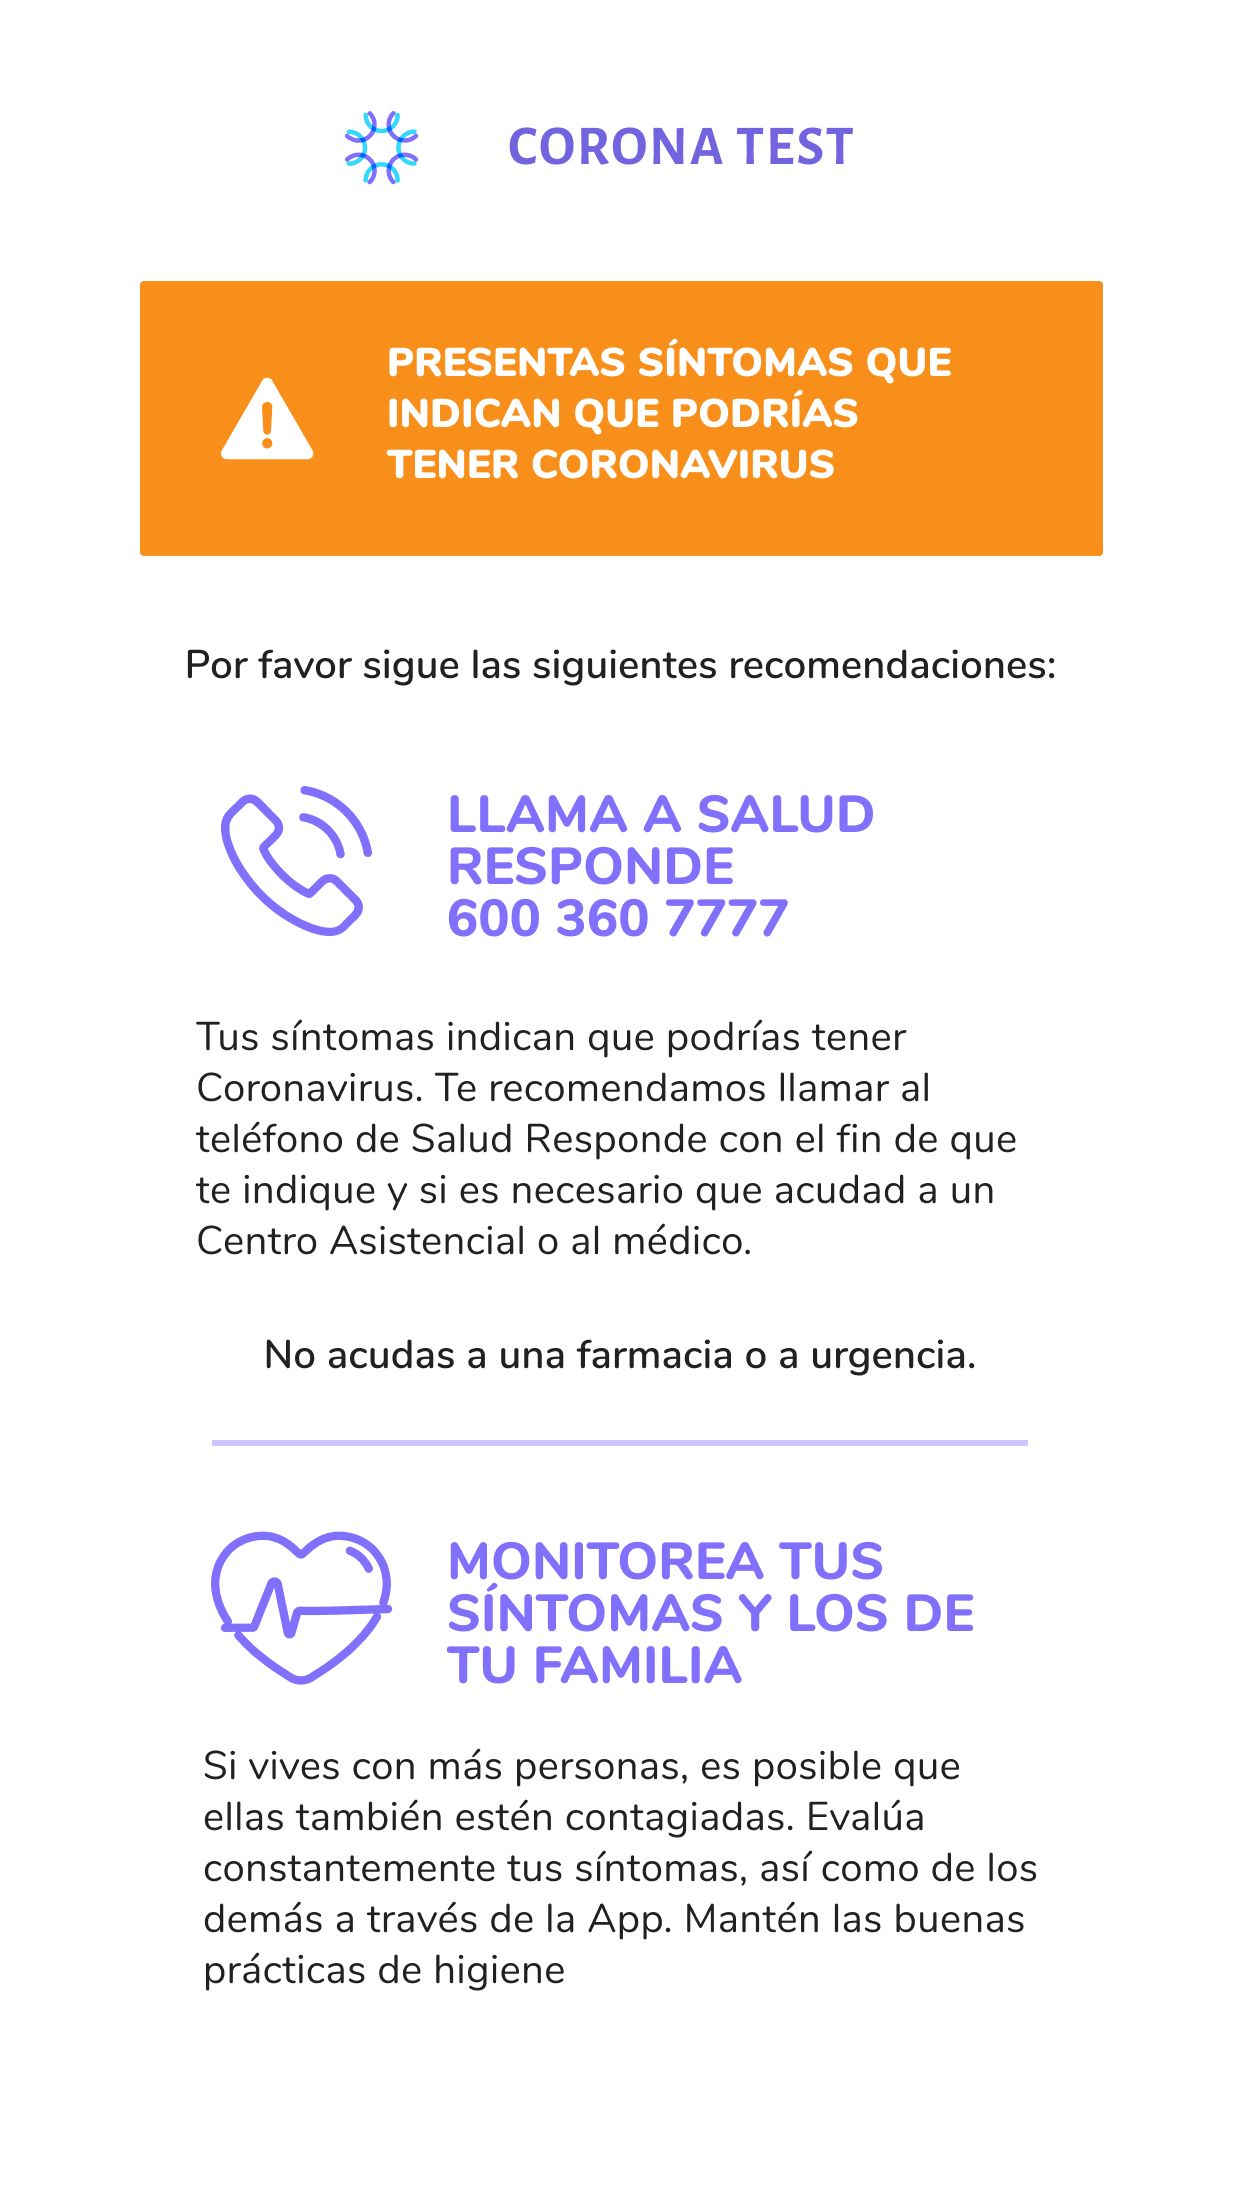 CORONA TEST
PRESENTAS SÍNTOMAS QUE
INDICAN QUE PODRÍAS
TENER CORONAVIRUS
Por favor sigue las siguientes recomendaciones:
LLAMA A SALUD
RESPONDE
600 360 7777
Tus síntomas indican que podrías tener
Coronavirus. Te recomendamos llamar al
teléfono de Salud Responde con el fin de que
te indique y si es necesario que acudad a un
Centro Asistencial o al médico.
No acudas a una farmacia o a urgencia.
MONITOREA TUS
SÍNTOMAS Y LOS DE
TU FAMILIA
Si vives con más personas, es posible que
ellas también estén contagiadas. Evalúa
constantemente tus síntomas, así como de los
demás a través de la App. Mantén las buenas
prácticas de higiene